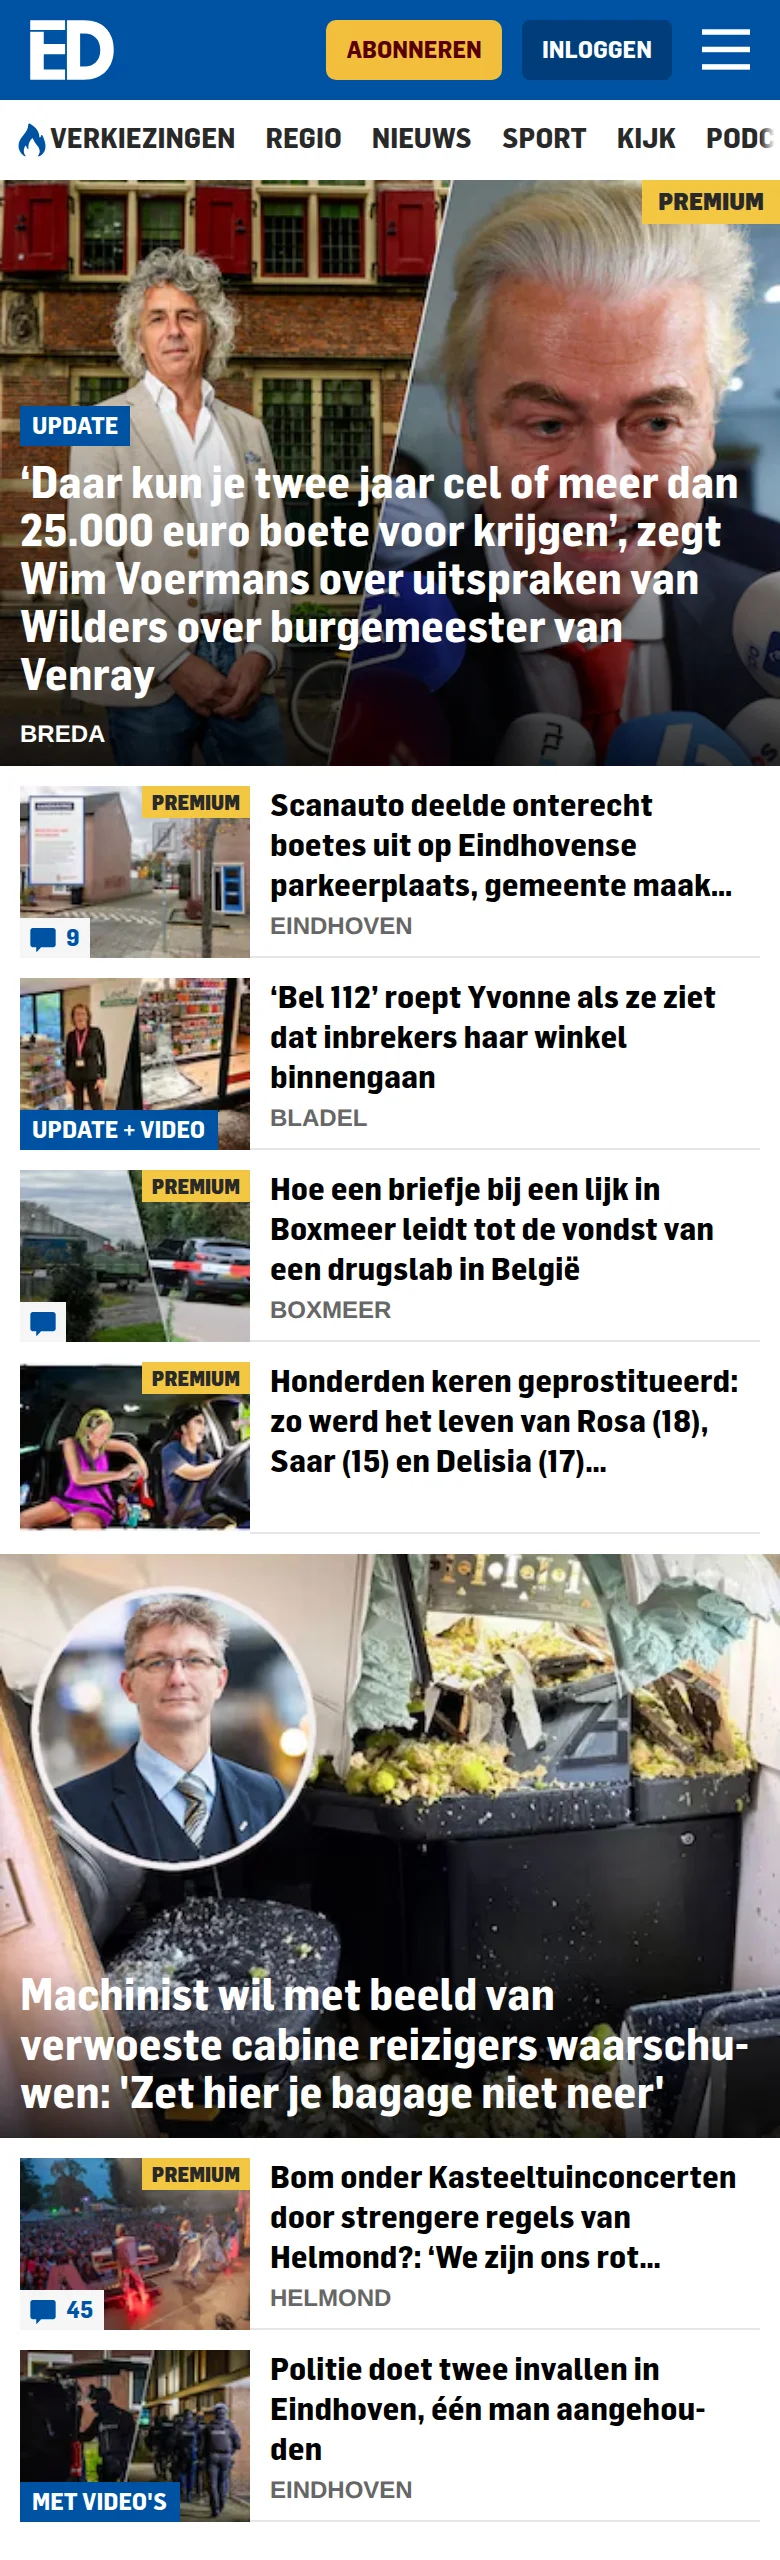 ED
ABONNEREN
INLOGGEN
VERKIEZINGEN REGIO NIEUWS SPORT KIJK PODC
PREMIUM
UPDATE
‘Daar kun je twee jaar cel of meer dan
25.000 euro boete voor krijgen’, zegt
Wim Voermans over uitspraken van
Wilders over burgemeester van
Venray
BREDA
PREMIUM
9
Scanauto deelde onterecht
boetes uit op Eindhovense
parkeerplaats, gemeente maak...
EINDHOVEN
UPDATE + VIDEO
‘Bel 112’ roept Yvonne als ze ziet
dat inbrekers haar winkel
binnengaan
BLADEL
PREMIUM
Hoe een briefje bij een lijk in
Boxmeer leidt tot de vondst van
een drugslab in België
BOXMEER
PREMIUM
Honderden keren geprostitueerd:
zo werd het leven van Rosa (18),
Saar (15) en Delisia (17)...
Machinist wil met beeld van
verwoeste cabine reizigers waarschu-
wen: 'Zet hier je bagage niet neer'
PREMIUM
45
Bom onder Kasteeltuinconcerten
door strengere regels van
Helmond?: ‘We zijn ons rot...
HELMOND
MET VIDEO'S
Politie doet twee invallen in
Eindhoven, één man aangehou-
den
EINDHOVEN